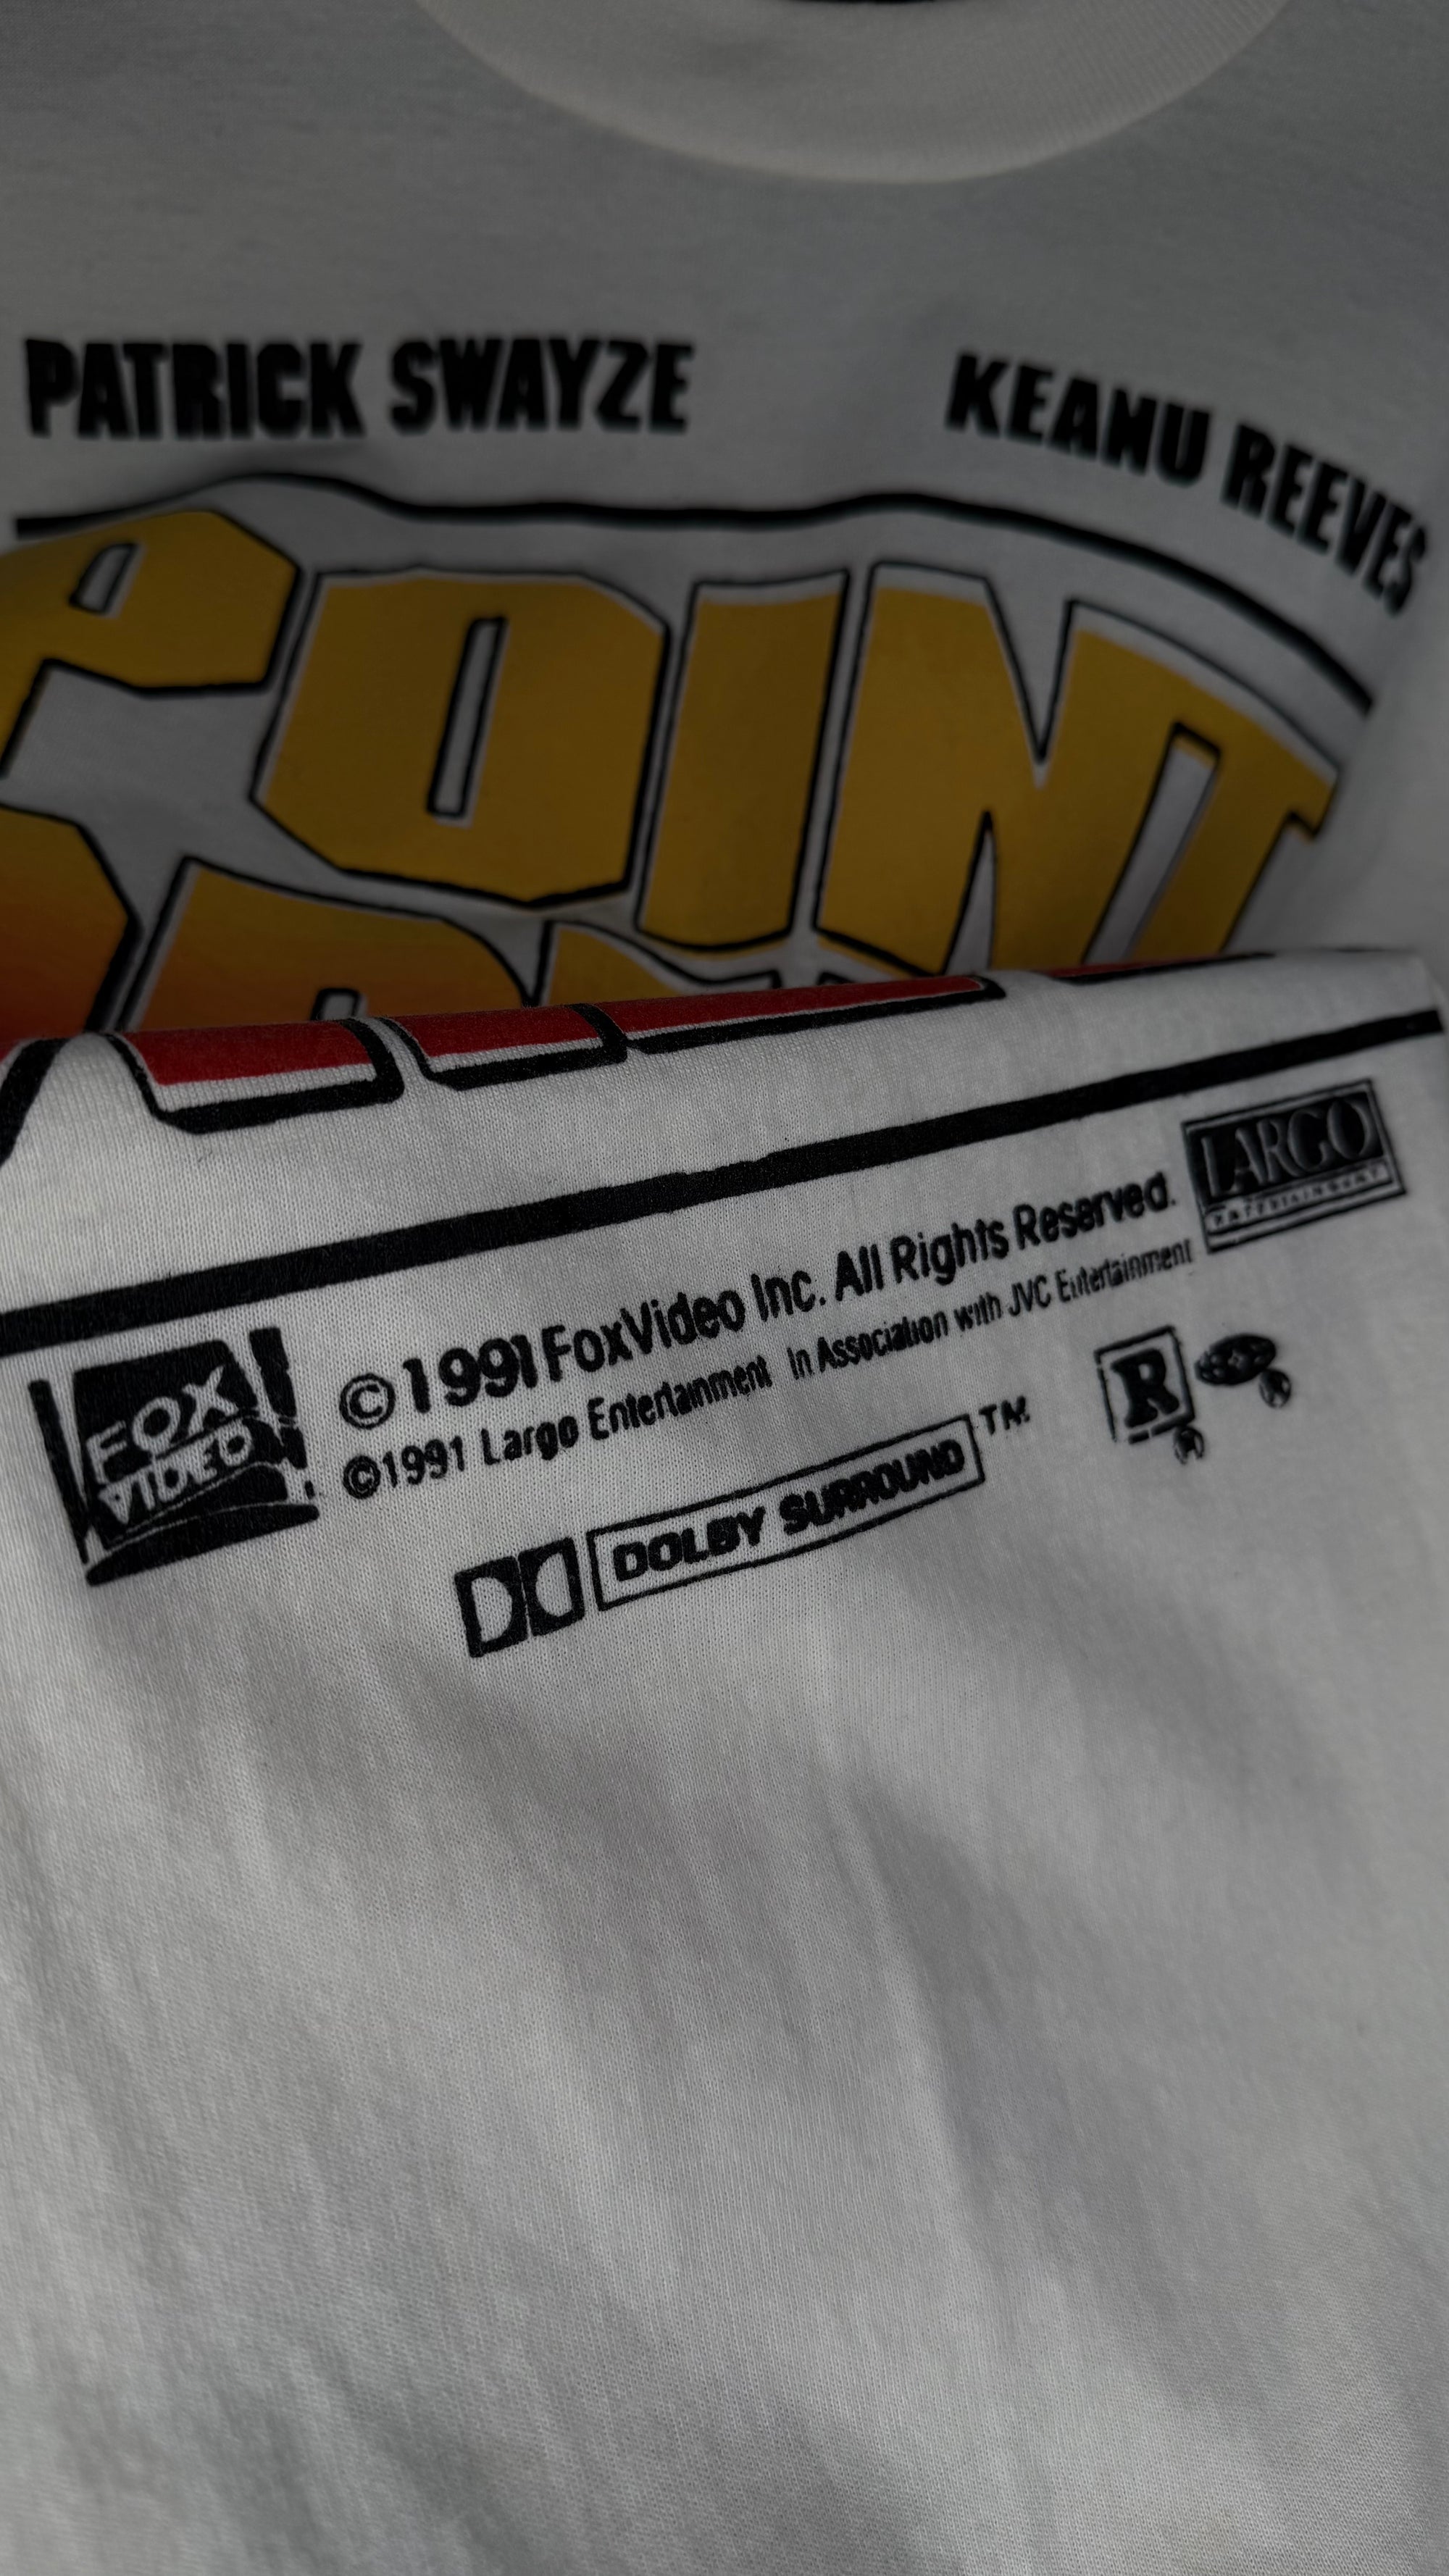 PATRICK SWAYZE KEANU REEVES
POINT
LARGO
ENTERTAINMENT
FOX
VIDEO
©1991 FoxVideo Inc. All Rights Reserved.
©1991 Largo Entertainment In Association with JVC Entertainment
DOLBY SURROUND TM
R ®
®